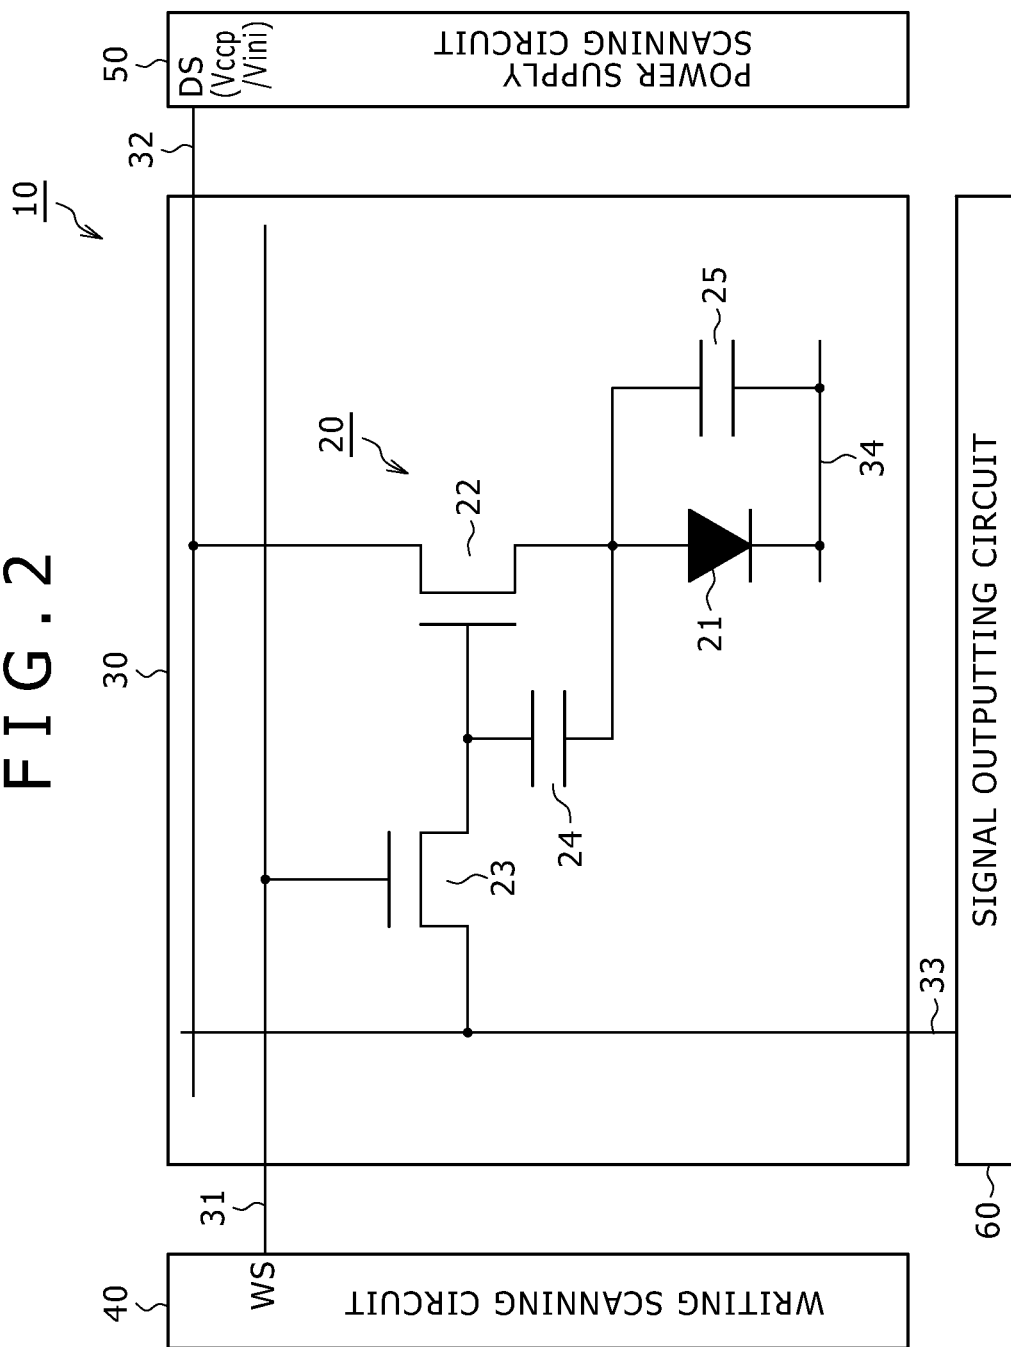 FIG.2
10
40
WS
WRITING SCANNING CIRCUIT
31
30
32
50
DS
(Vccp
/Vini)
POWER SUPPLY
SCANNING CIRCUIT
20
22
23
24
25
21
34
33
60
SIGNAL OUTPUTTING CIRCUIT